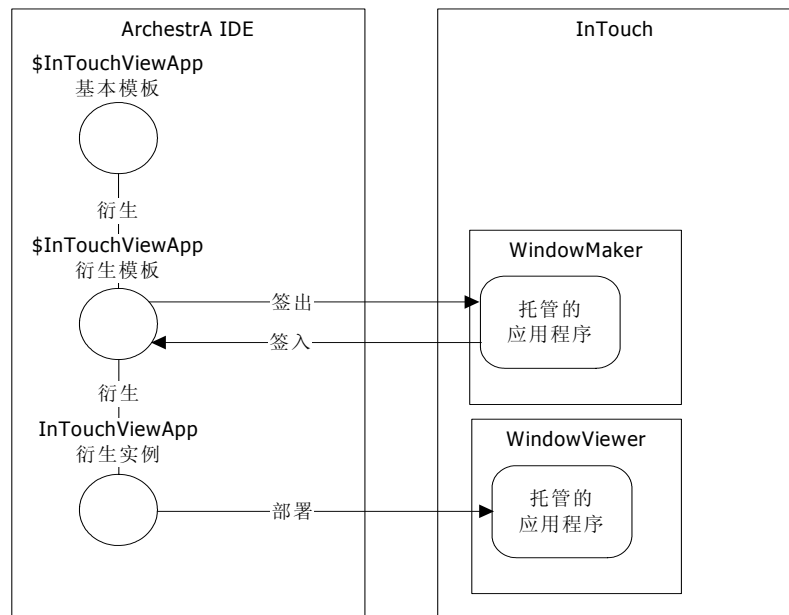 ArchestrA IDE
InTouch
$InTouchViewApp
基本模板
衍生
$InTouchViewApp
衍生模板
签出
签入
衍生
InTouchViewApp
衍生实例
部署
WindowMaker
托管的
应用程序
WindowViewer
托管的
应用程序